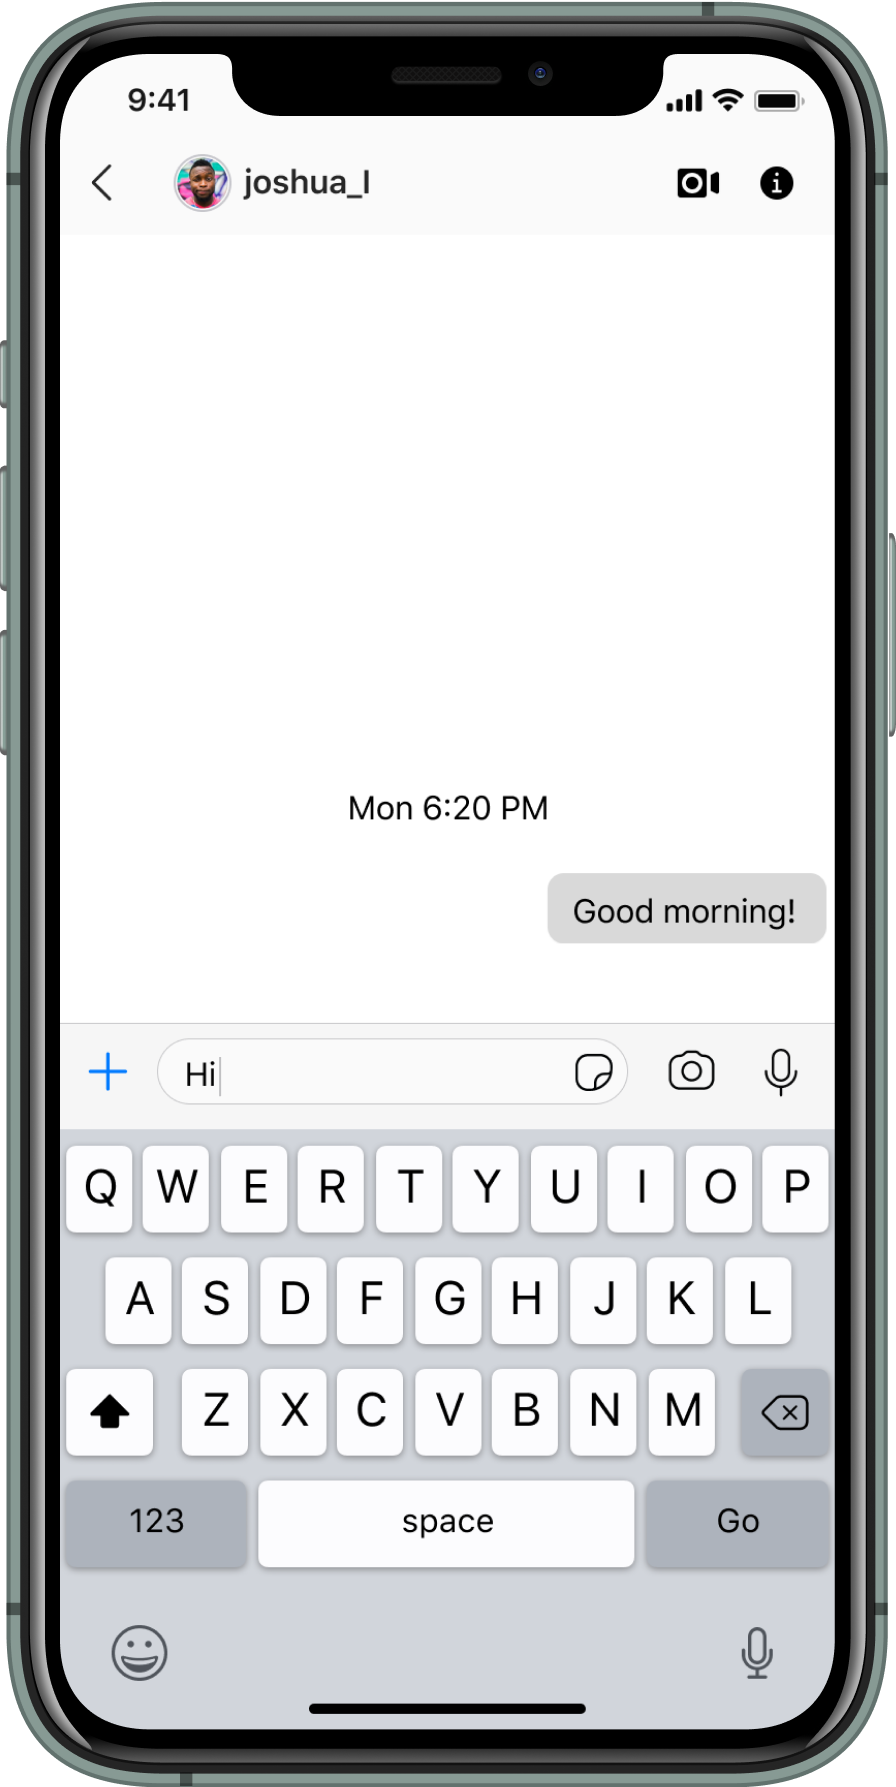 9:41
joshua_l
Mon 6:20 PM
Good morning!
Hi
Q W E R T Y U I O P
A S D F G H J K L
Z X C V B N M
123 space Go